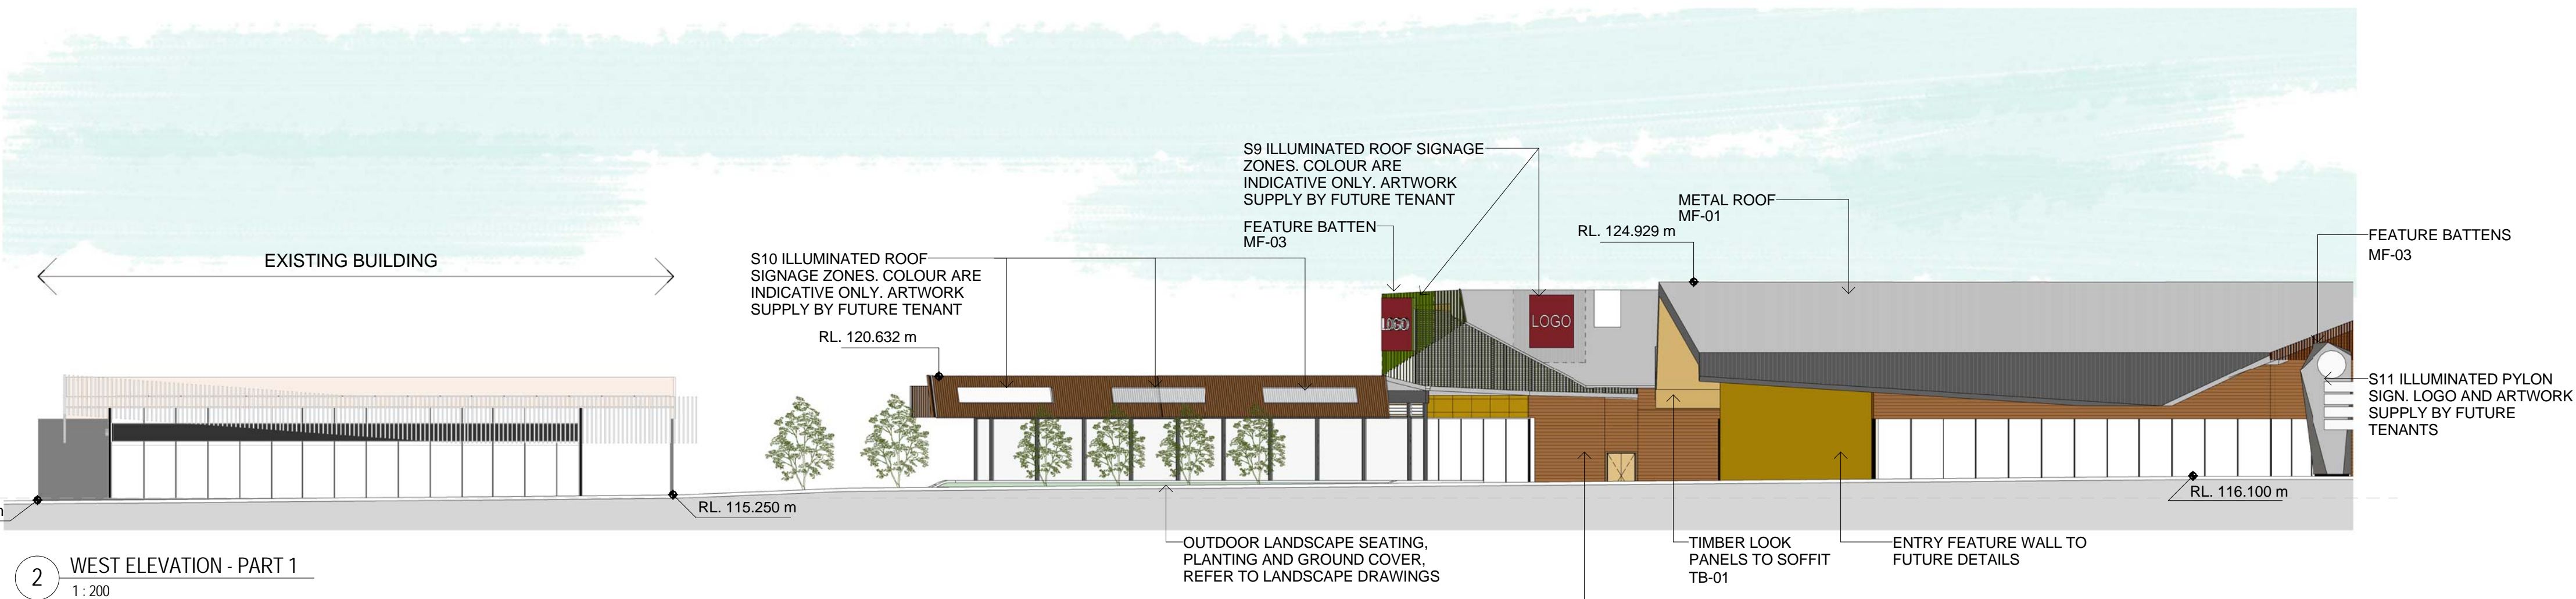 S9 ILLUMINATED ROOF SIGNAGE
ZONES. COLOUR ARE
INDICATIVE ONLY. ARTWORK
SUPPLY BY FUTURE TENANT
METAL ROOF
MF-01
FEATURE BATTEN
MF-03
RL. 124.929 m
FEATURE BATTENS
MF-03
EXISTING BUILDING
S10 ILLUMINATED ROOF
SIGNAGE ZONES. COLOUR ARE
INDICATIVE ONLY. ARTWORK
SUPPLY BY FUTURE TENANT
RL. 120.632 m
LOGO
LOGO
S11 ILLUMINATED PYLON
SIGN. LOGO AND ARTWORK
SUPPLY BY FUTURE
TENANTS
RL. 115.250 m
RL. 116.100 m
OUTDOOR LANDSCAPE SEATING,
PLANTING AND GROUND COVER,
REFER TO LANDSCAPE DRAWINGS
TIMBER LOOK
PANELS TO SOFFIT
TB-01
ENTRY FEATURE WALL TO
FUTURE DETAILS
2
WEST ELEVATION - PART 1
1 : 200